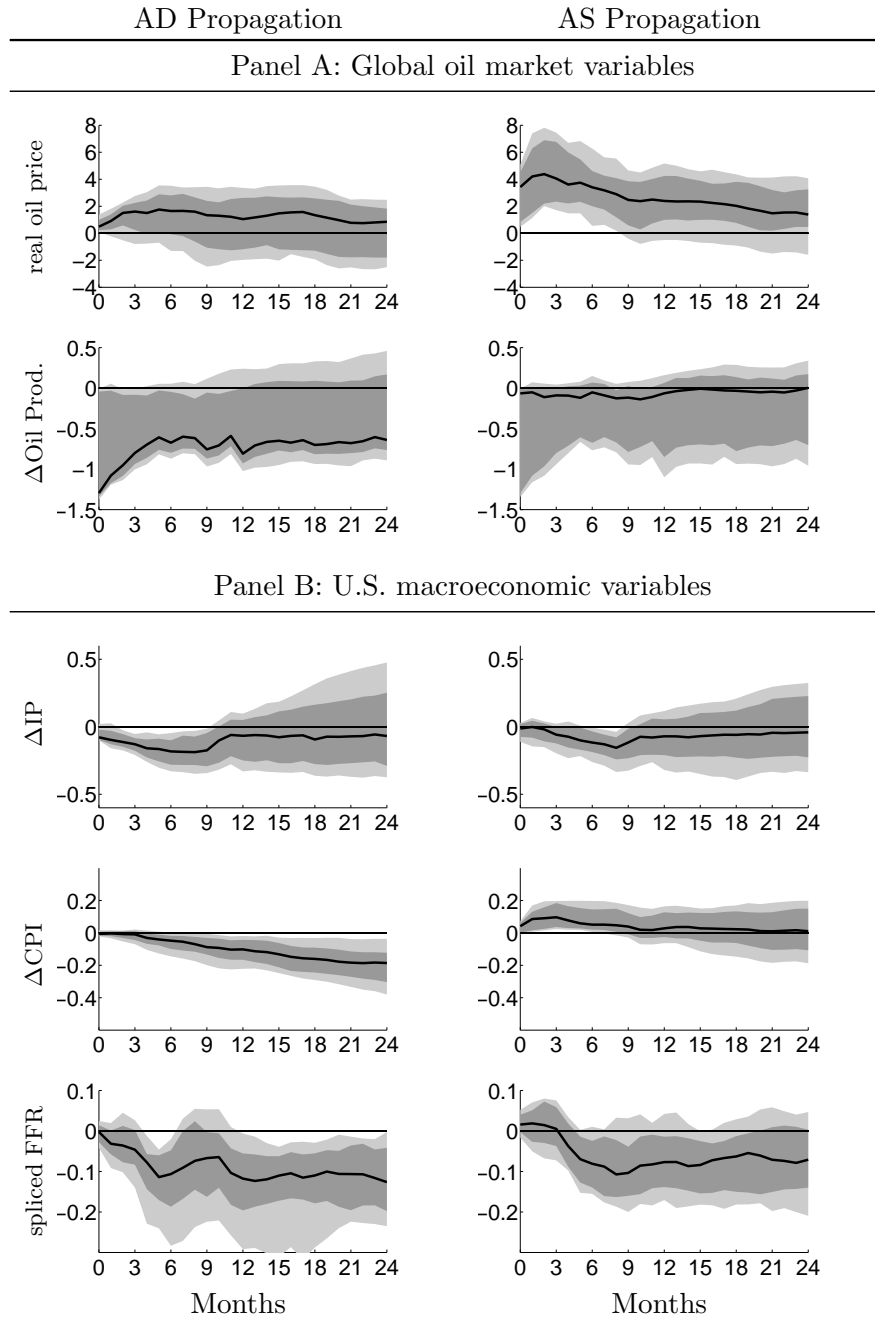 AD Propagation AS Propagation
Panel A: Global oil market variables
real oil price
8
6
4
2
0
−2
−4
0 3 6 9 12 15 18 21 24
8
6
4
2
0
−2
−4
0 3 6 9 12 15 18 21 24
ΔOil Prod.
0.5
0
−0.5
−1
−1.5
0 3 6 9 12 15 18 21 24
0.5
0
−0.5
−1
−1.5
0 3 6 9 12 15 18 21 24
Panel B: U.S. macroeconomic variables
ΔIP
0.5
0
−0.5
0 3 6 9 12 15 18 21 24
0.5
0
−0.5
0 3 6 9 12 15 18 21 24
ΔCPI
0.2
0
−0.2
−0.4
0 3 6 9 12 15 18 21 24
0.2
0
−0.2
−0.4
0 3 6 9 12 15 18 21 24
spliced FFR
0.1
0
−0.1
−0.2
0 3 6 9 12 15 18 21 24
Months
0.1
0
−0.1
−0.2
0 3 6 9 12 15 18 21 24
Months